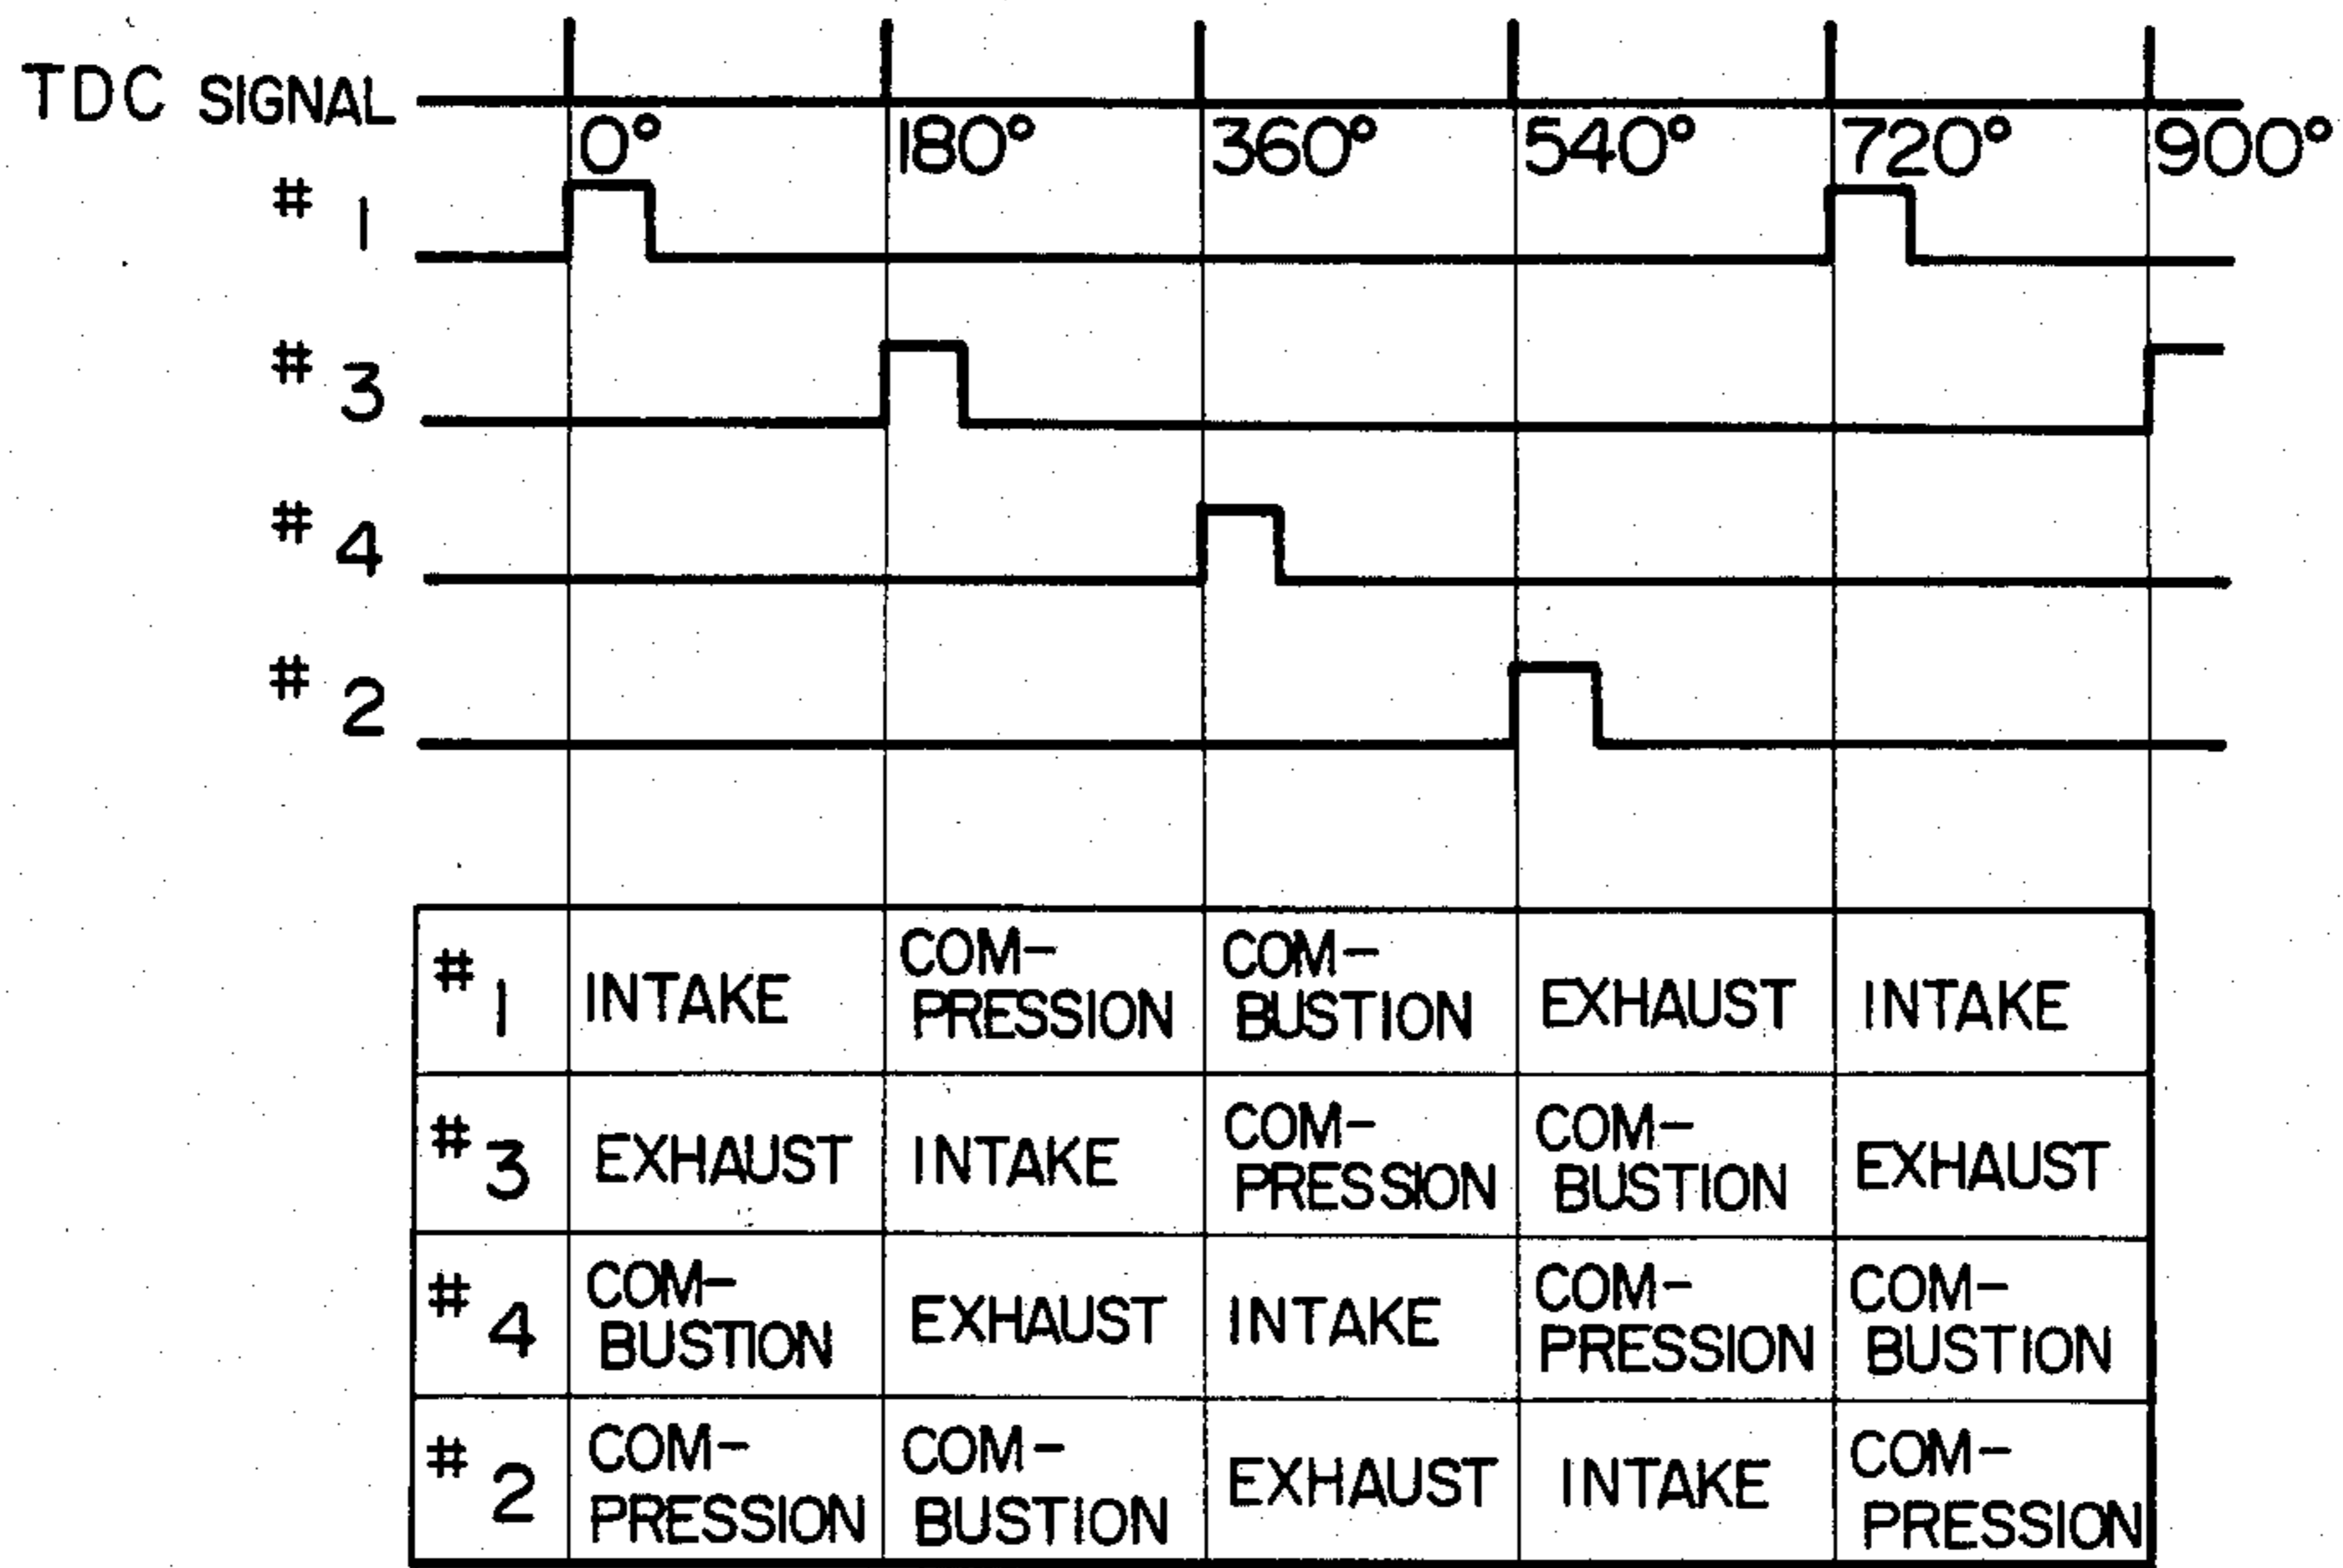 TDC SIGNAL
0° 180° 360° 540° 720° 900°
# 1
# 3
# 4
# 2
# 1 INTAKE COM-PRESSION COM-BUSTION EXHAUST INTAKE
# 3 EXHAUST INTAKE COM-PRESSION COM-BUSTION EXHAUST
# 4 COM-BUSTION EXHAUST INTAKE COM-PRESSION COM-BUSTION
# 2 COM-PRESSION COM-BUSTION EXHAUST INTAKE COM-PRESSION